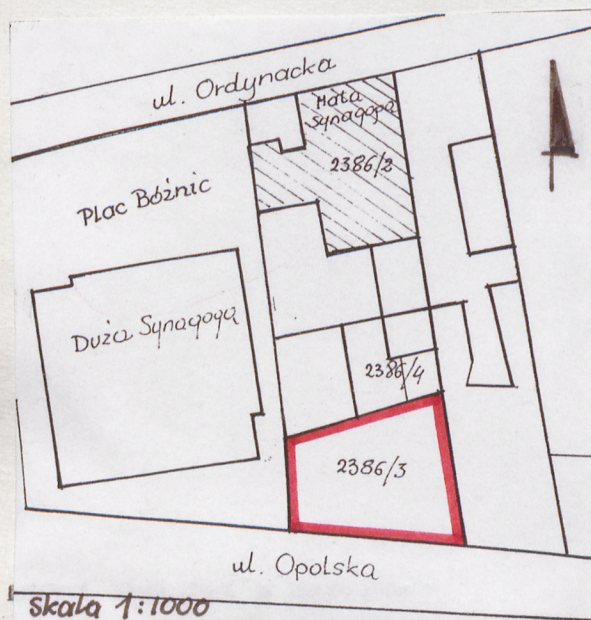 ul. Ordynacka
Mała
Synagoga
2386/2
Plac Bóżnic
Duża Synagoga
2386/4
2386/3
ul. Opolska
skala 1:1000